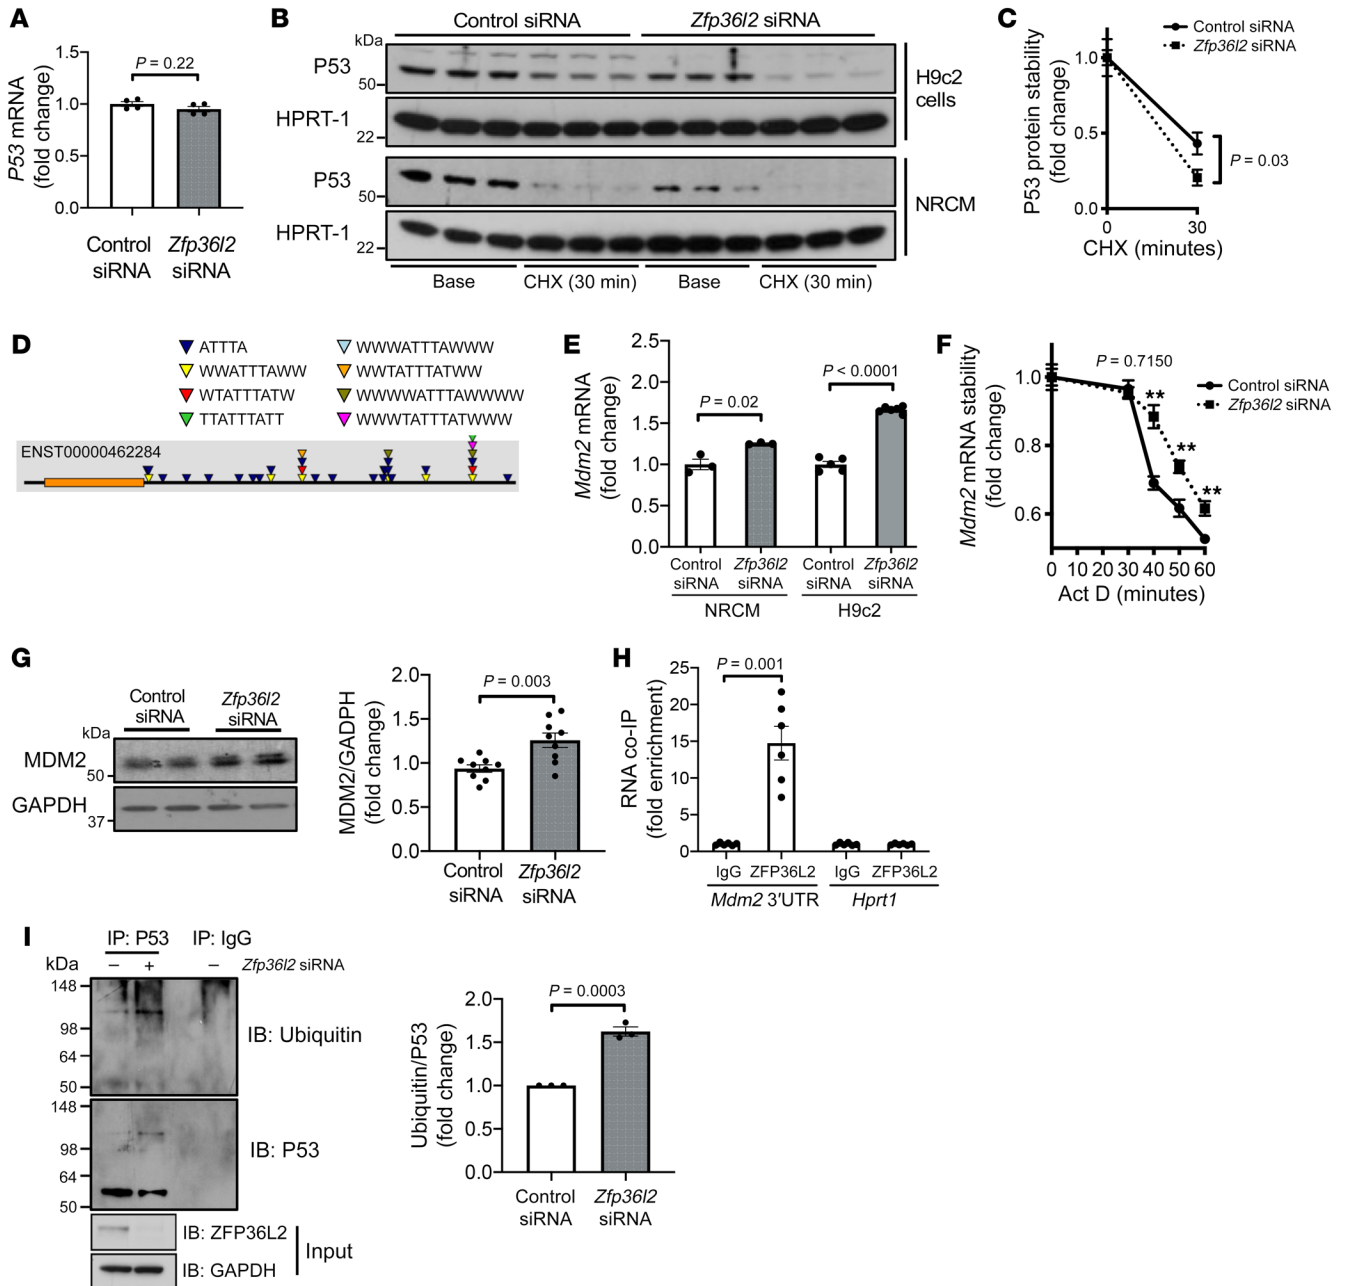 A
1.5
1.0
0.5
0.0
P53 mRNA
(fold change)
P = 0.22
Control
siRNA
Zfp36l2
siRNA
B
Control siRNA
Zfp36l2 siRNA
kDa
P53
50
HPRT-1
22
H9c2
cells
P53
50
HPRT-1
22
NRCM
Base
CHX (30 min)
Base
CHX (30 min)
C
Control siRNA
Zfp36l2 siRNA
P53 protein stability
(fold change)
1.0
0.5
0.0
P = 0.03
0
30
CHX (minutes)
D
ATTTA
WWATTTAWW
WTATTTATW
TTATTTATT
WWWATTTAWWW
WWTATTTATWW
WWWWATTTAWWWW
WWWTATTTATWWW
ENST00000462284
E
Mdm2 mRNA
(fold change)
2.5
2.0
1.5
1.0
0.5
0.0
P = 0.02
P < 0.0001
Control
siRNA
Zfp36l2
siRNA
Control
siRNA
Zfp36l2
siRNA
NRCM
H9c2
F
Mdm2 mRNA stability
(fold change)
1.0
0.8
0.6
P = 0.7150
**
**
**
Control siRNA
Zfp36l2 siRNA
0 10 20 30 40 50 60
Act D (minutes)
G
Control
siRNA
Zfp36l2
siRNA
kDa
MDM2
50
GAPDH
37
MDM2/GADPH
(fold change)
2.0
1.5
1.0
0.5
0.0
P = 0.003
Control
siRNA
Zfp36l2
siRNA
H
RNA co-IP
(fold enrichment)
25
20
15
10
5
0
P = 0.001
IgG ZFP36L2 IgG ZFP36L2
Mdm2 3'UTR
Hprt1
I
IP: P53
IP: IgG
kDa
– + –
Zfp36l2 siRNA
148
98
64
50
IB: Ubiquitin
148
98
64
50
IB: P53
IB: ZFP36L2
IB: GAPDH
Input
Ubiquitin/P53
(fold change)
2.0
1.5
1.0
0.5
0.0
P = 0.0003
Control
siRNA
Zfp36l2
siRNA